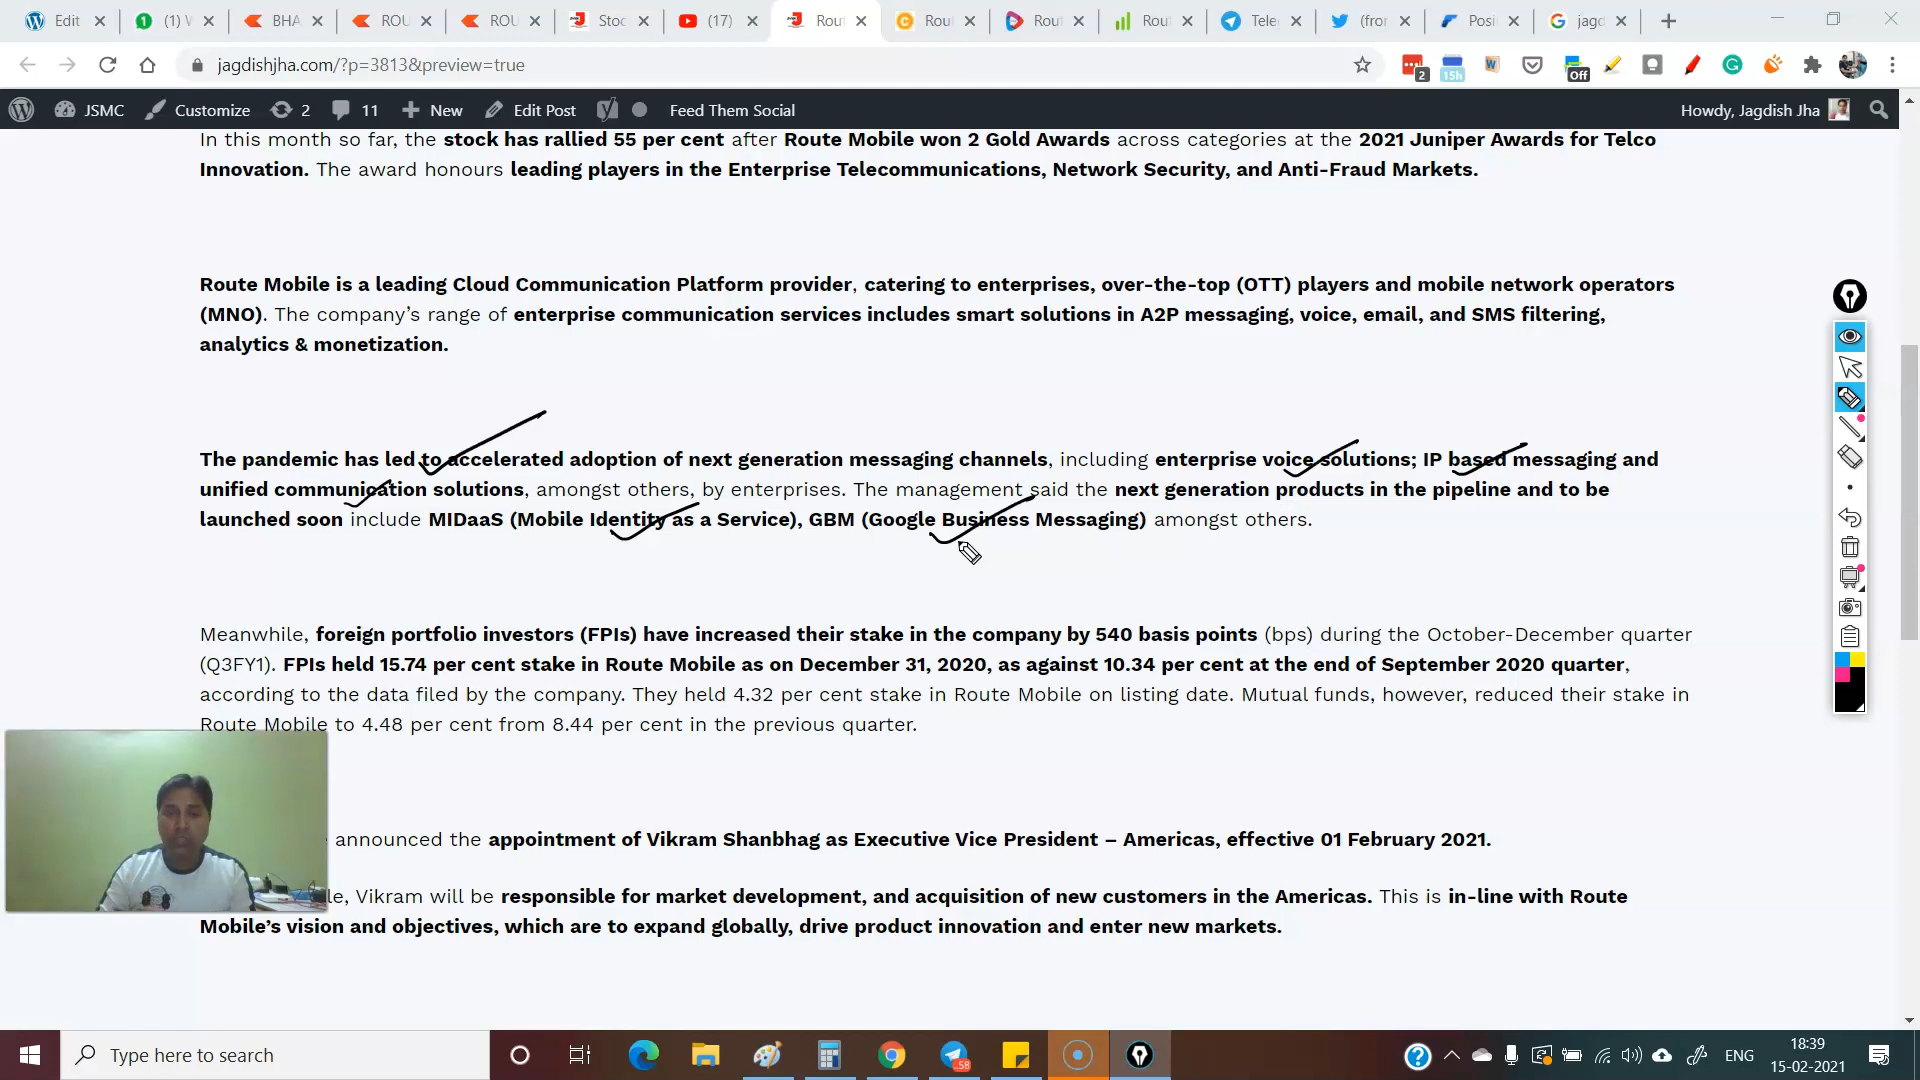 Edit
(1) W
BHA
ROU
ROU
Stoc
(17)
Rou
Rou
Rou
Rou
Tele
(fro
Posi
jagd
jagdishjha.com/?p=3813&preview=true
2
15h
Off
JSMC
Customize
2
11
New
Edit Post
Feed Them Social
Howdy, Jagdish Jha
In this month so far, the stock has rallied 55 per cent after Route Mobile won 2 Gold Awards across categories at the 2021 Juniper Awards for Telco
Innovation. The award honours leading players in the Enterprise Telecommunications, Network Security, and Anti-Fraud Markets.
Route Mobile is a leading Cloud Communication Platform provider, catering to enterprises, over-the-top (OTT) players and mobile network operators
(MNO). The company’s range of enterprise communication services includes smart solutions in A2P messaging, voice, email, and SMS filtering,
analytics & monetization.
The pandemic has led to accelerated adoption of next generation messaging channels, including enterprise voice solutions; IP based messaging and
unified communication solutions, amongst others, by enterprises. The management said the next generation products in the pipeline and to be
launched soon include MIDaaS (Mobile Identity as a Service), GBM (Google Business Messaging) amongst others.
Meanwhile, foreign portfolio investors (FPIs) have increased their stake in the company by 540 basis points (bps) during the October-December quarter
(Q3FY1). FPIs held 15.74 per cent stake in Route Mobile as on December 31, 2020, as against 10.34 per cent at the end of September 2020 quarter,
according to the data filed by the company. They held 4.32 per cent stake in Route Mobile on listing date. Mutual funds, however, reduced their stake in
Route Mobile to 4.48 per cent from 8.44 per cent in the previous quarter.
announced the appointment of Vikram Shanbhag as Executive Vice President – Americas, effective 01 February 2021.
le, Vikram will be responsible for market development, and acquisition of new customers in the Americas. This is in-line with Route
Mobile’s vision and objectives, which are to expand globally, drive product innovation and enter new markets.
Type here to search
58
ENG
18:39
15-02-2021